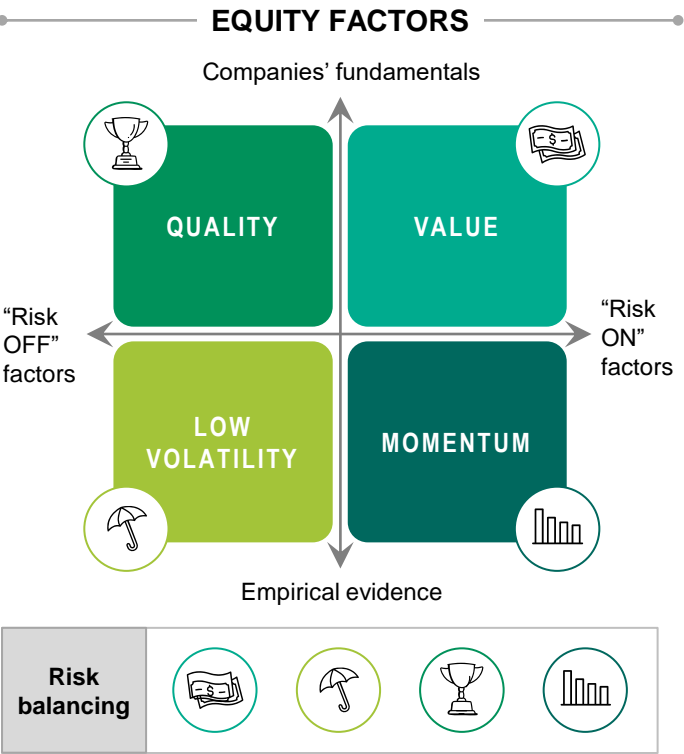 EQUITY FACTORS
Companies’ fundamentals
QUALITY
VALUE
“Risk
OFF”
factors
“Risk
ON”
factors
LOW
VOLATILITY
MOMENTUM
Empirical evidence
Risk
balancing